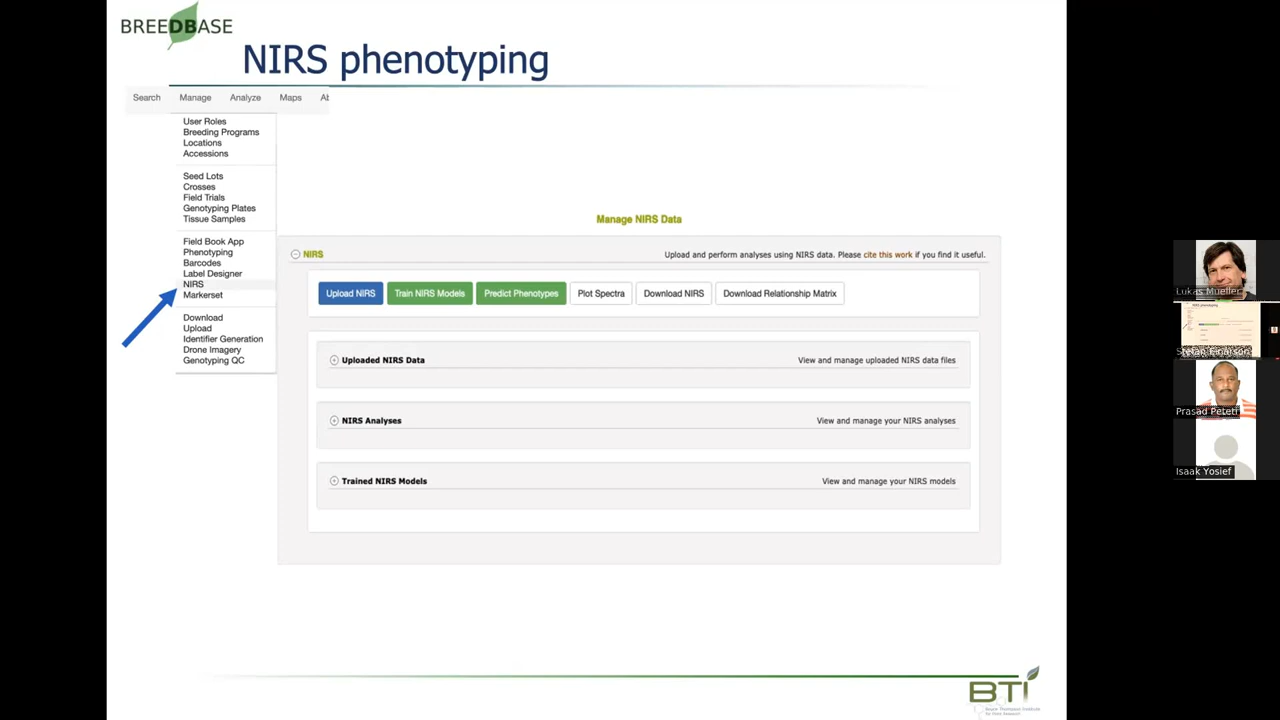 BREEDBASE
NIRS phenotyping
Search Manage Analyze Maps Ab
User Roles
Breeding Programs
Locations
Accessions
Seed Lots
Crosses
Field Trials
Genotyping Plates
Tissue Samples
Field Book App
Phenotyping
Barcodes
Label Designer
NIRS
Markerset
Download
Upload
Identifier Generation
Drone Imagery
Genotyping QC
Manage NIRS Data
NIRS Upload and perform analyses using NIRS data. Please cite this work if you find it useful.
Upload NIRS Train NIRS Models Predict Phenotypes Plot Spectra Download NIRS Download Relationship Matrix
Uploaded NIRS Data View and manage uploaded NIRS data files
NIRS Analyses View and manage your NIRS analyses
Trained NIRS Models View and manage your NIRS models
Lukas Mueller
Prasad Peteti
Isaak Yosief
BTI